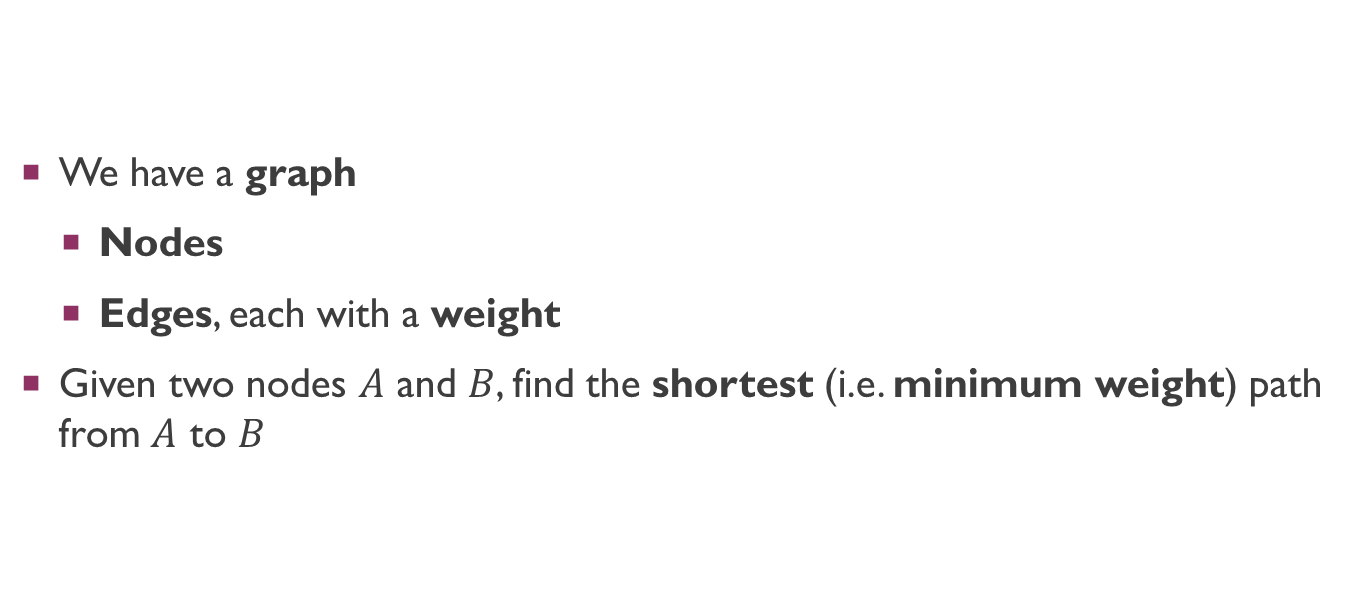 We have a graph
Nodes
Edges, each with a weight
Given two nodes A and B, find the shortest (i.e. minimum weight) path
from A to B